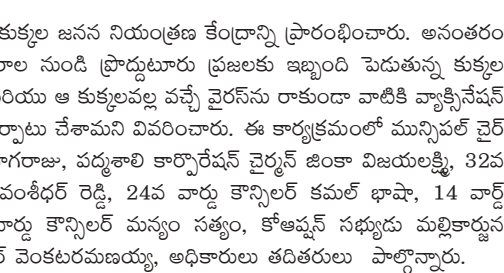 కుక్కల జనన నియంత్రణ కేంద్రాన్ని ప్రారంభించారు. అనంతరం
రాల నుండి ప్రొద్దుటూరు ప్రజలకు ఇబ్బంది పెడుతున్న కుక్కల
రియు ఆ కుక్కలవల్ల వచ్చే వైరస్‌ను రాకుండా వాటికి వ్యాక్సినేషన్
ర్పాటు చేశామని వివరించారు. ఈ కార్యక్రమంలో మున్సిపల్ చైర్
ాగరాజు, పద్మశాలి కార్పొరేషన్ చైర్మన్ జింకా విజయలక్ష్మి, 32వ
వంశీధర్ రెడ్డి, 24వ వార్డు కౌన్సిలర్ కమల్ భాషా, 14 వార్డ్
వార్డు కౌన్సిలర్ మన్యం సత్యం, కోఆప్షన్ సభ్యుడు మల్లికార్జున
ర్ వెంకటరమణయ్య, అధికారులు తదితరులు పాల్గొన్నారు.